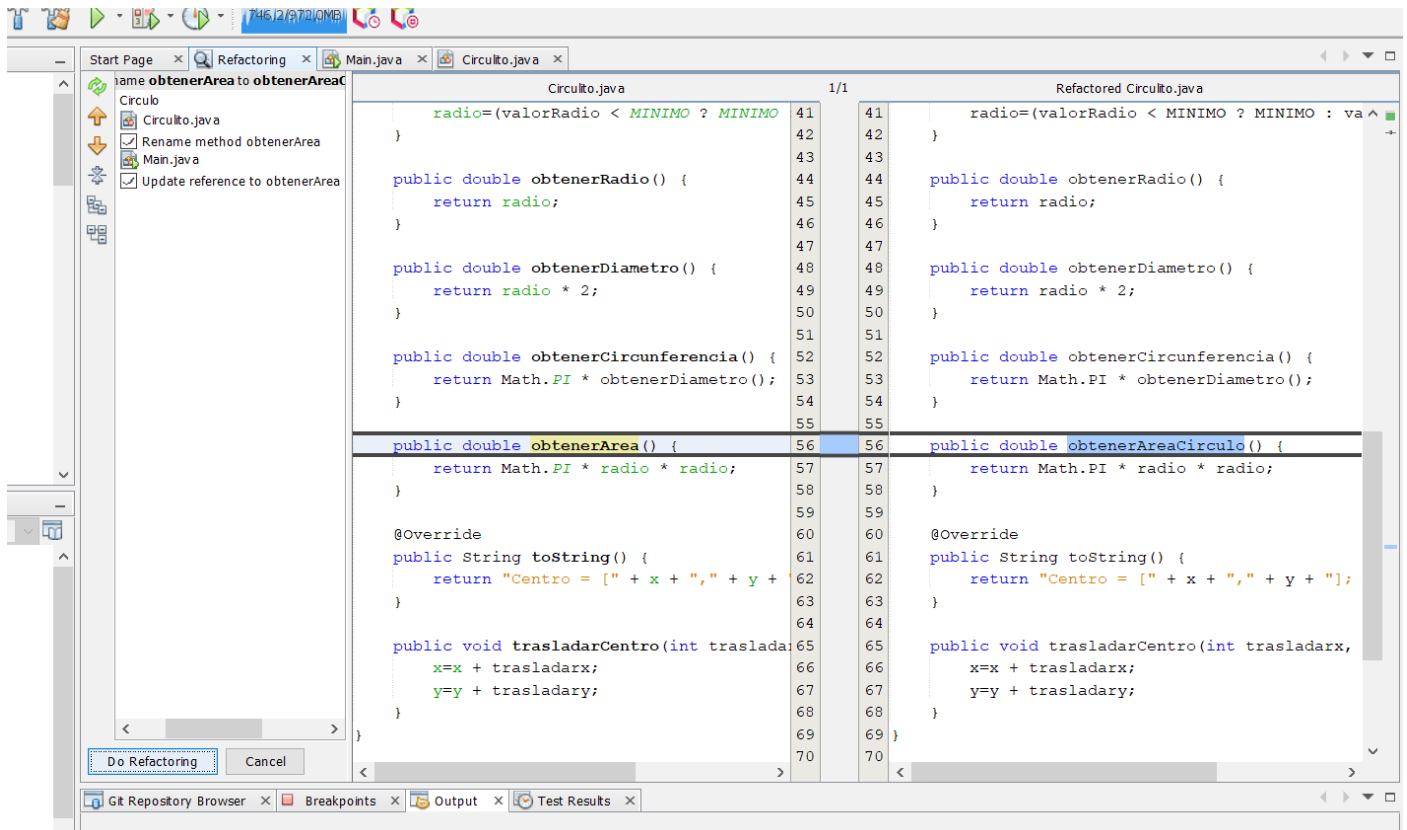 746,2/972,0MB
Start Page × Refactoring × Main.java × Circulito.java ×
name obtenerArea to obtenerAreaC
Circulo
Circulito.java
Rename method obtenerArea
Main.java
Update reference to obtenerArea
Do Refactoring Cancel
Circulito.java 1/1 Refactored Circulito.java
radio=(valorRadio < MINIMO ? MINIMO 41 41 radio=(valorRadio < MINIMO ? MINIMO : va
} 42 42 }
43 43
public double obtenerRadio() { 44 44 public double obtenerRadio() {
return radio; 45 45 return radio;
} 46 46 }
47 47
public double obtenerDiametro() { 48 48 public double obtenerDiametro() {
return radio * 2; 49 49 return radio * 2;
} 50 50 }
51 51
public double obtenerCircunferencia() { 52 52 public double obtenerCircunferencia() {
return Math.PI * obtenerDiametro(); 53 53 return Math.PI * obtenerDiametro();
} 54 54 }
55 55
public double obtenerArea() { 56 56 public double obtenerAreaCirculo() {
return Math.PI * radio * radio; 57 57 return Math.PI * radio * radio;
} 58 58 }
59 59
@Override 60 60 @Override
public String toString() { 61 61 public String toString() {
return "Centro = [" + x + "," + y + " 62 62 return "Centro = [" + x + "," + y + "];
} 63 63 }
64 64
public void trasladarCentro(int traslada 65 65 public void trasladarCentro(int trasladarx,
x=x + trasladarx; 66 66 x=x + trasladarx;
y=y + trasladary; 67 67 y=y + trasladary;
} 68 68 }
} 69 69 }
70 70
Git Repository Browser × Breakpoints × Output × Test Results ×